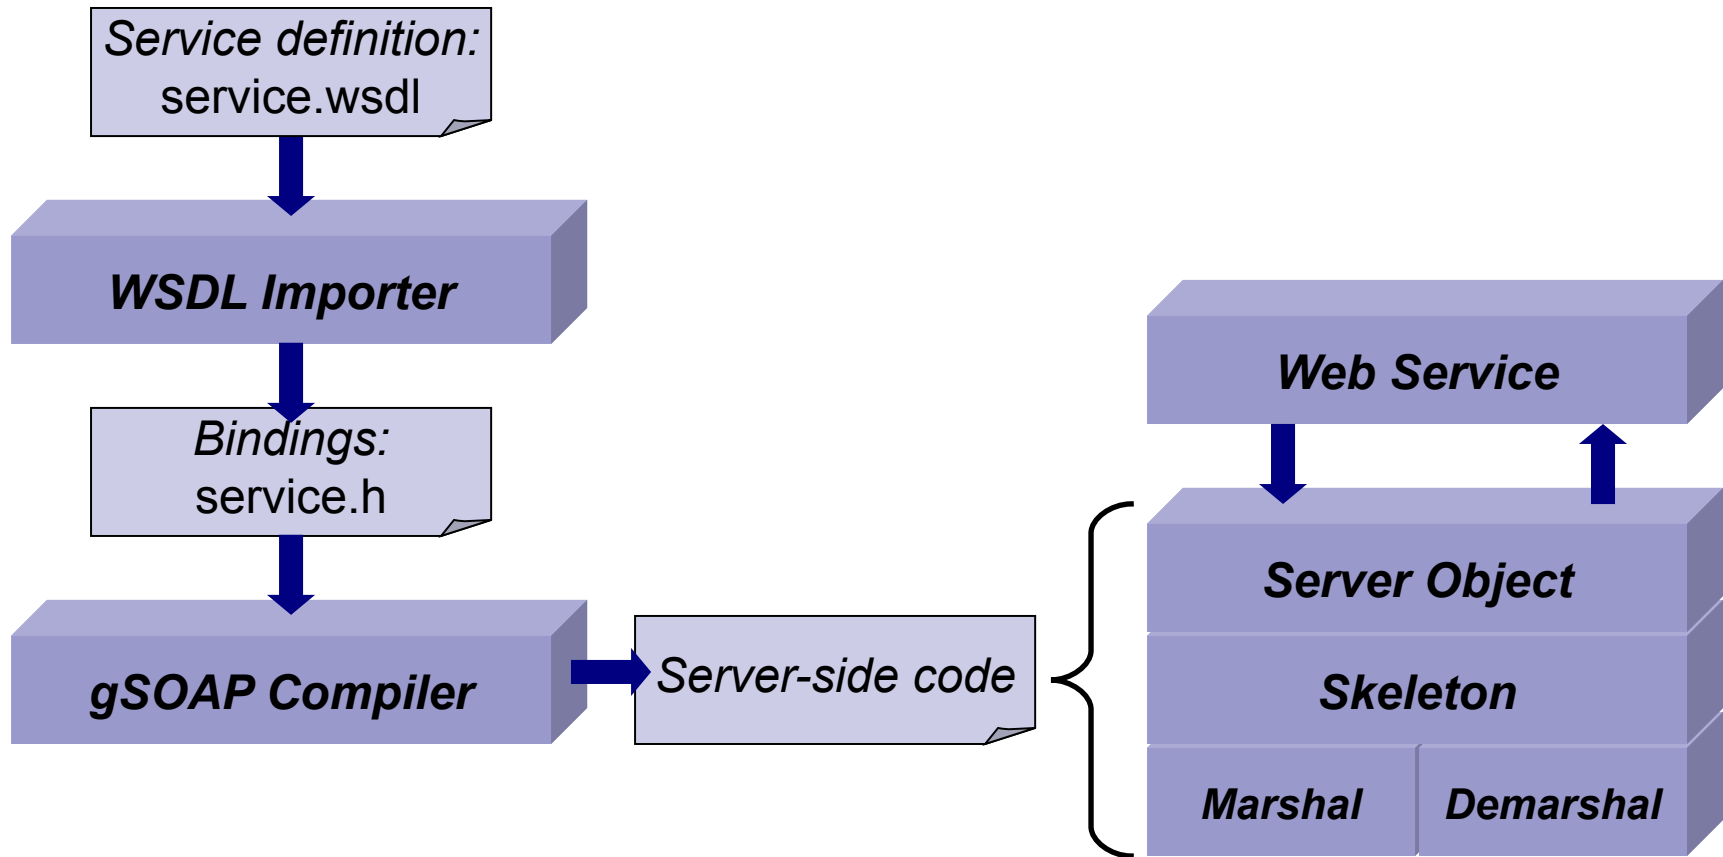 Service definition:
service.wsdl
WSDL Importer
Bindings:
service.h
gSOAP Compiler
Server-side code
Web Service
Server Object
Skeleton
Marshal
Demarshal